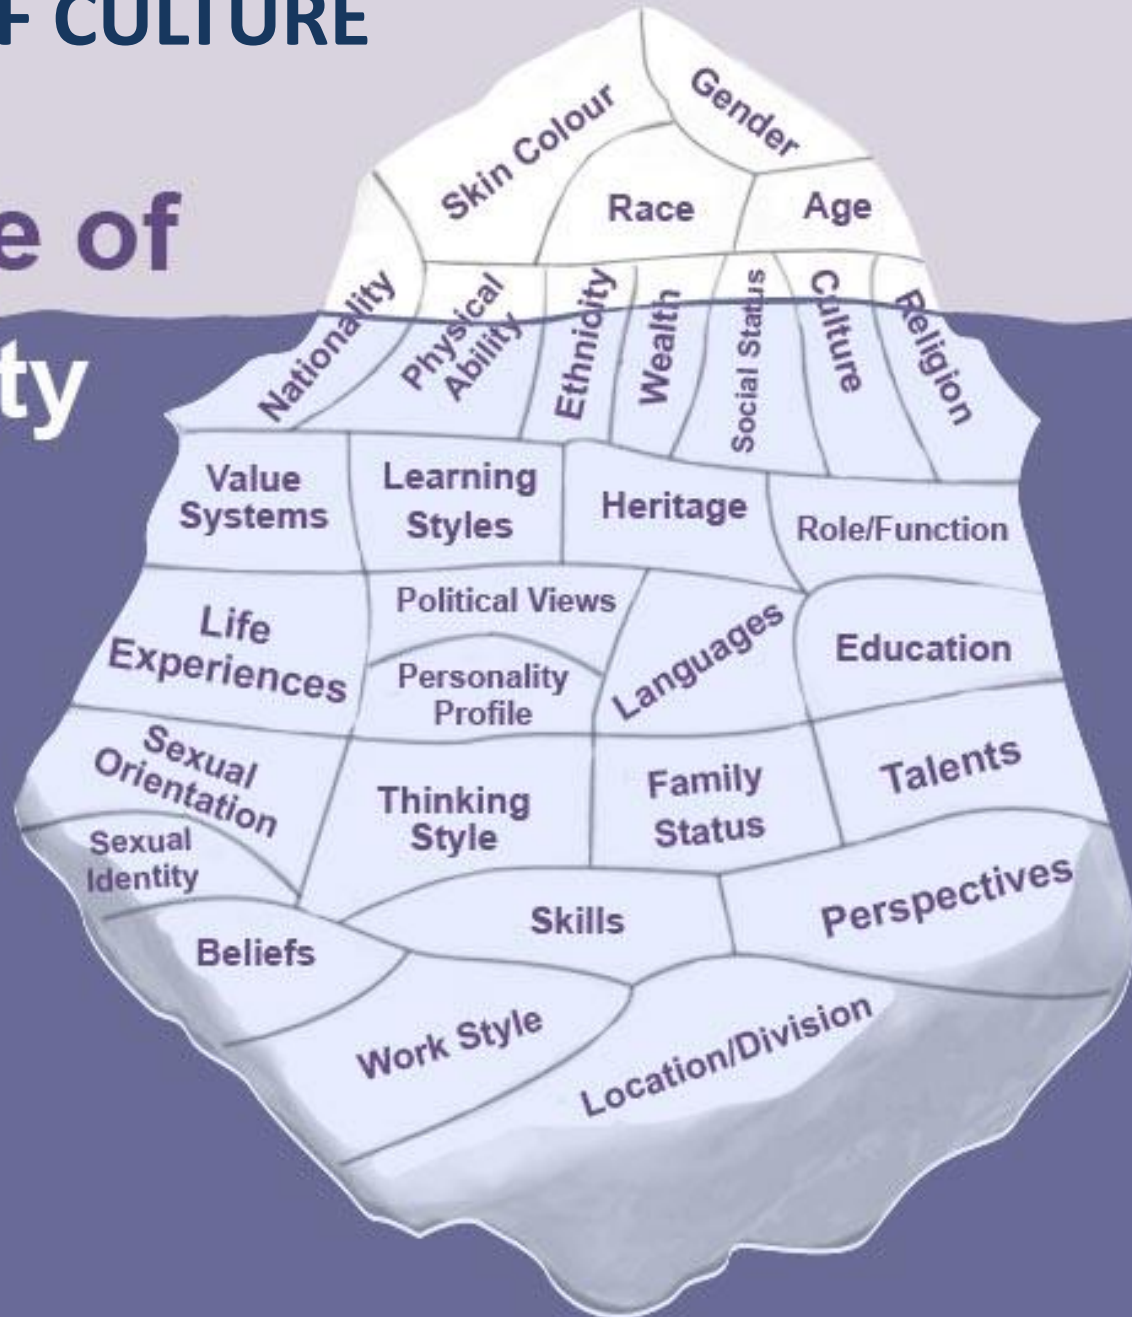 F CULTURE
e of
ty
Skin Colour
Gender
Race
Age
Nationality
Physical
Ability
Ethnicity
Wealth
Social Status
Culture
Religion
Value
Systems
Learning
Styles
Heritage
Role/Function
Life
Experiences
Political Views
Personality
Profile
Languages
Education
Sexual
Orientation
Sexual
Identity
Thinking
Style
Family
Status
Talents
Beliefs
Skills
Perspectives
Work Style
Location/Division